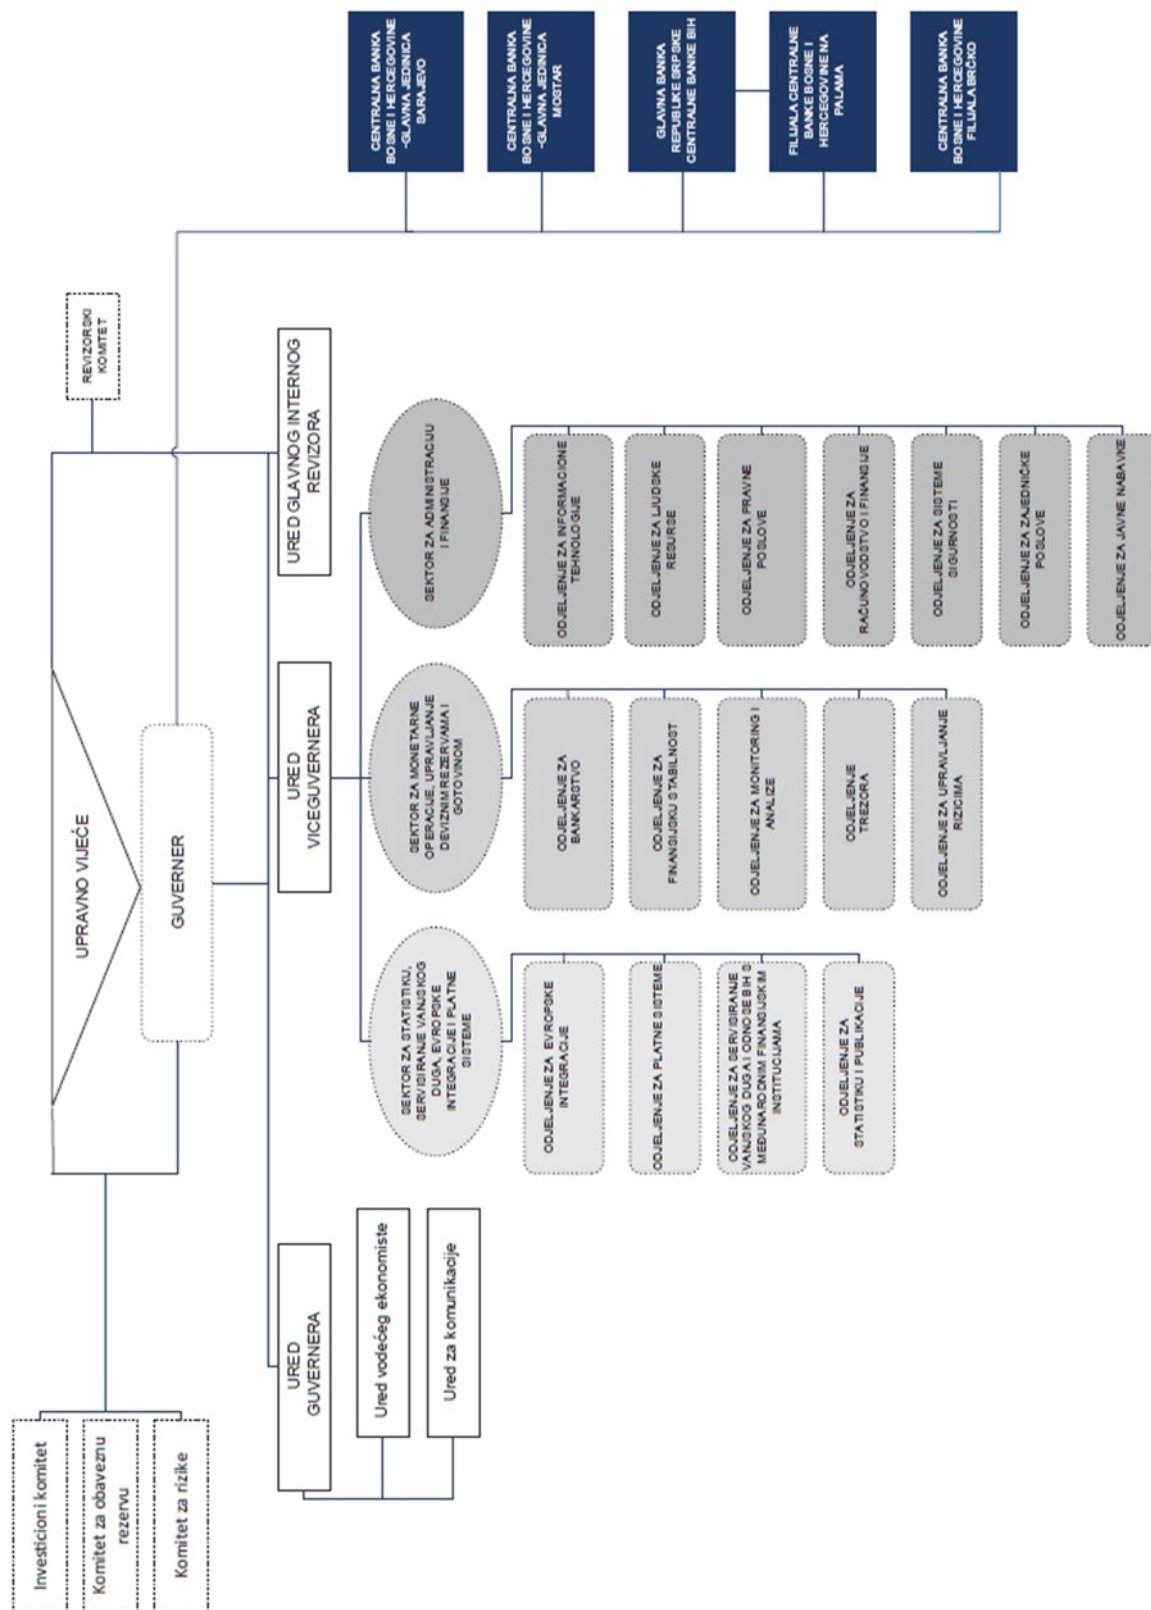 UPRAVNO VIJEĆE
GUVERNER
REVIZORSKI
KOMITET
Investicioni komitet
Komitet za obaveznu
rezervu
Komitet za rizike
URED
GUVERNERA
Ured vodećeg ekonomiste
Ured za komunikacije
URED
VICEGUVERNERA
URED GLAVNOG INTERNOG
REVIZORA
SEKTOR ZA STATISTIKU,
SERVISIRANJE VANJSKOG
DUGA, EVROPSKE
INTEGRACIJE I PLATNE
SISTEME
ODJELJENJE ZA EVROPSKE
INTEGRACIJE
ODJELJENJE ZA PLATNE SISTEME
ODJELJENJE ZA SERVISIRANJE
VANJSKOG DUGA I ODNOSE BIH S
MEĐUNARODNIM FINANSIJSKIM
INSTITUCIJAMA
ODJELJENJE ZA
STATISTIKU I PUBLIKACIJE
SEKTOR ZA MONETARNE
OPERACIJE, UPRAVLJANJE
DEVIZNIM REZERVAMA I
GOTOVINOM
ODJELJENJE ZA
BANKARSTVO
ODJELJENJE ZA
FINANSIJSKU STABILNOST
ODJELJENJE ZA MONITORING I
ANALIZE
ODJELJENJE
TREZORA
ODJELJENJE ZA UPRAVLJANJE
RIZICIMA
SEKTOR ZA ADMINISTRACIJU
I FINANSIJE
ODJELJENJE ZA INFORMACIONE
TEHNOLOGIJE
ODJELJENJE ZA LJUDSKE
RESURSE
ODJELJENJE ZA PRAVNE
POSLOVE
ODJELJENJE ZA
RAČUNOVODSTVO I FINANSIJE
ODJELJENJE ZA SISTEME
SIGURNOSTI
ODJELJENJE ZA ZAJEDNIČKE
POSLOVE
ODJELJENJE ZA JAVNE NABAVKE
CENTRALNA BANKA
BOSNE I HERCEGOVINE
-GLAVNA JEDINICA
SARAJEVO
CENTRALNA BANKA
BOSNE I HERCEGOVINE
-GLAVNA JEDINICA
MOSTAR
GLAVNA BANKA
REPUBLIKE SRPSKE
CENTRALNE BANKE BIH
FILIJALA CENTRALNE
BANKE BOSNE I
HERCEGOVINE NA
PALAMA
CENTRALNA BANKA
BOSNE I HERCEGOVINE
FILIJALA BRČKO